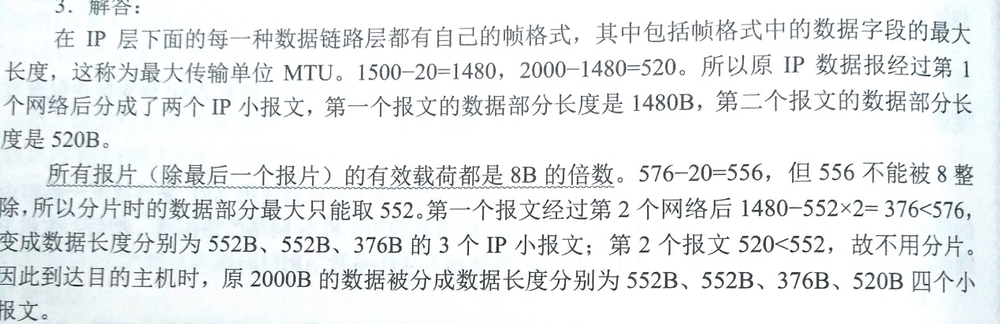 3．解答：
在 IP 层下面的每一种数据链路层都有自己的帧格式，其中包括帧格式中的数据字段的最大
长度，这称为最大传输单位 MTU。1500−20=1480，2000−1480=520。所以原 IP 数据报经过第 1
个网络后分成了两个 IP 小报文，第一个报文的数据部分长度是 1480B，第二个报文的数据部分长
度是 520B。
所有报片（除最后一个报片）的有效载荷都是 8B 的倍数。576−20=556，但 556 不能被 8 整
除，所以分片时的数据部分最大只能取 552。第一个报文经过第 2 个网络后 1480−552×2= 376<576，
变成数据长度分别为 552B、552B、376B 的 3 个 IP 小报文；第 2 个报文 520<552，故不用分片。
因此到达目的主机时，原 2000B 的数据被分成数据长度分别为 552B、552B、376B、520B 四个小
报文。